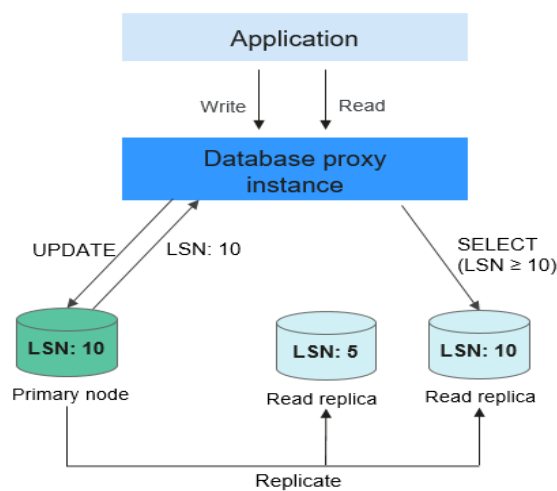 Application
Write
Read
Database proxy
instance
UPDATE
LSN: 10
SELECT
(LSN ≥ 10)
LSN: 10
LSN: 5
LSN: 10
Primary node
Read replica
Read replica
Replicate